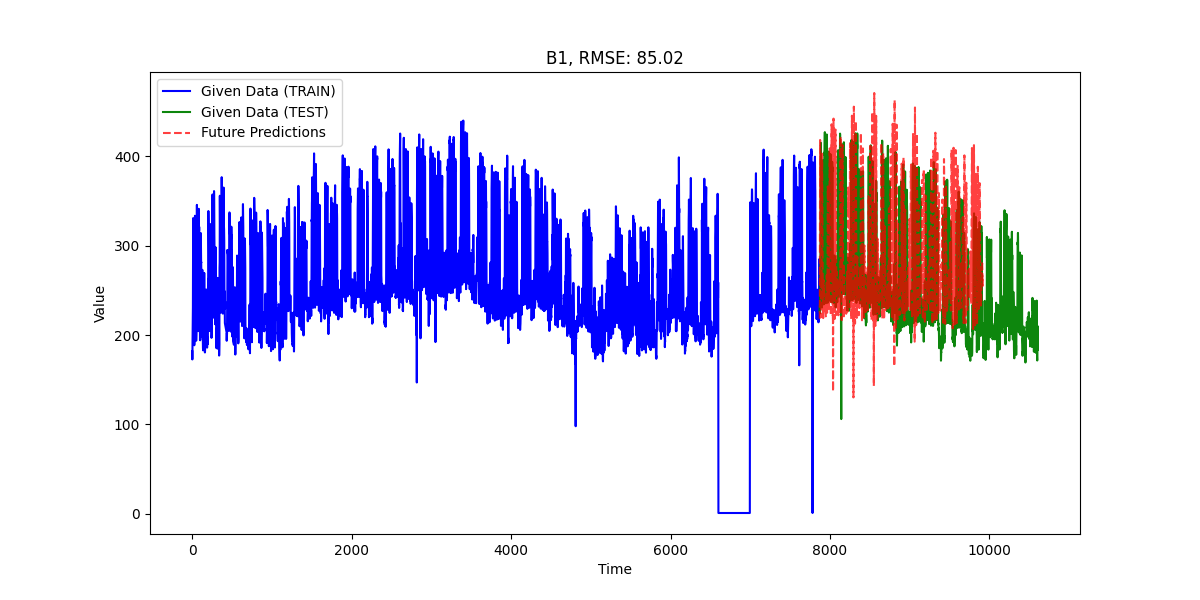 B1, RMSE: 85.02
Given Data (TRAIN)
Given Data (TEST)
Future Predictions
Value
400
300
200
100
0
0 2000 4000 6000 8000 10000
Time